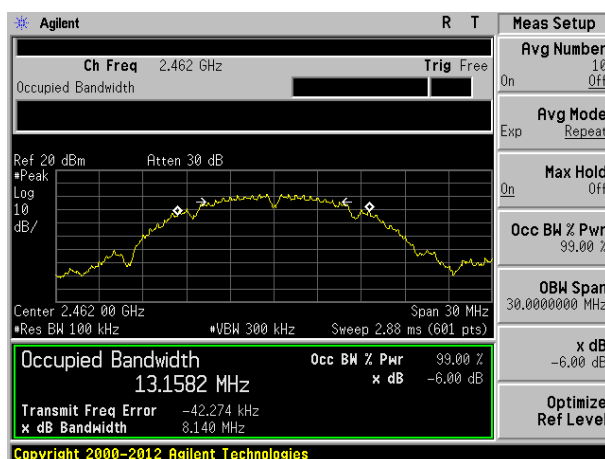 Agilent R T Meas Setup
Ch Freq 2.462 GHz Trig Free
Occupied Bandwidth
Avg Number
10
On Off
Avg Mode
Exp Repeat
Max Hold
On Off
Occ BW % Pwr
99.00 %
OBW Span
30.0000000 MHz
x dB
-6.00 dB
Optimize
Ref Level
Ref 20 dBm Atten 30 dB
#Peak
Log
10
dB/
Center 2.462 00 GHz Span 30 MHz
#Res BW 100 kHz #VBW 300 kHz Sweep 2.88 ms (601 pts)
Occupied Bandwidth Occ BW % Pwr 99.00 %
13.1582 MHz x dB -6.00 dB
Transmit Freq Error -42.274 kHz
x dB Bandwidth 8.140 MHz
Copyright 2000-2012 Agilent Technologies